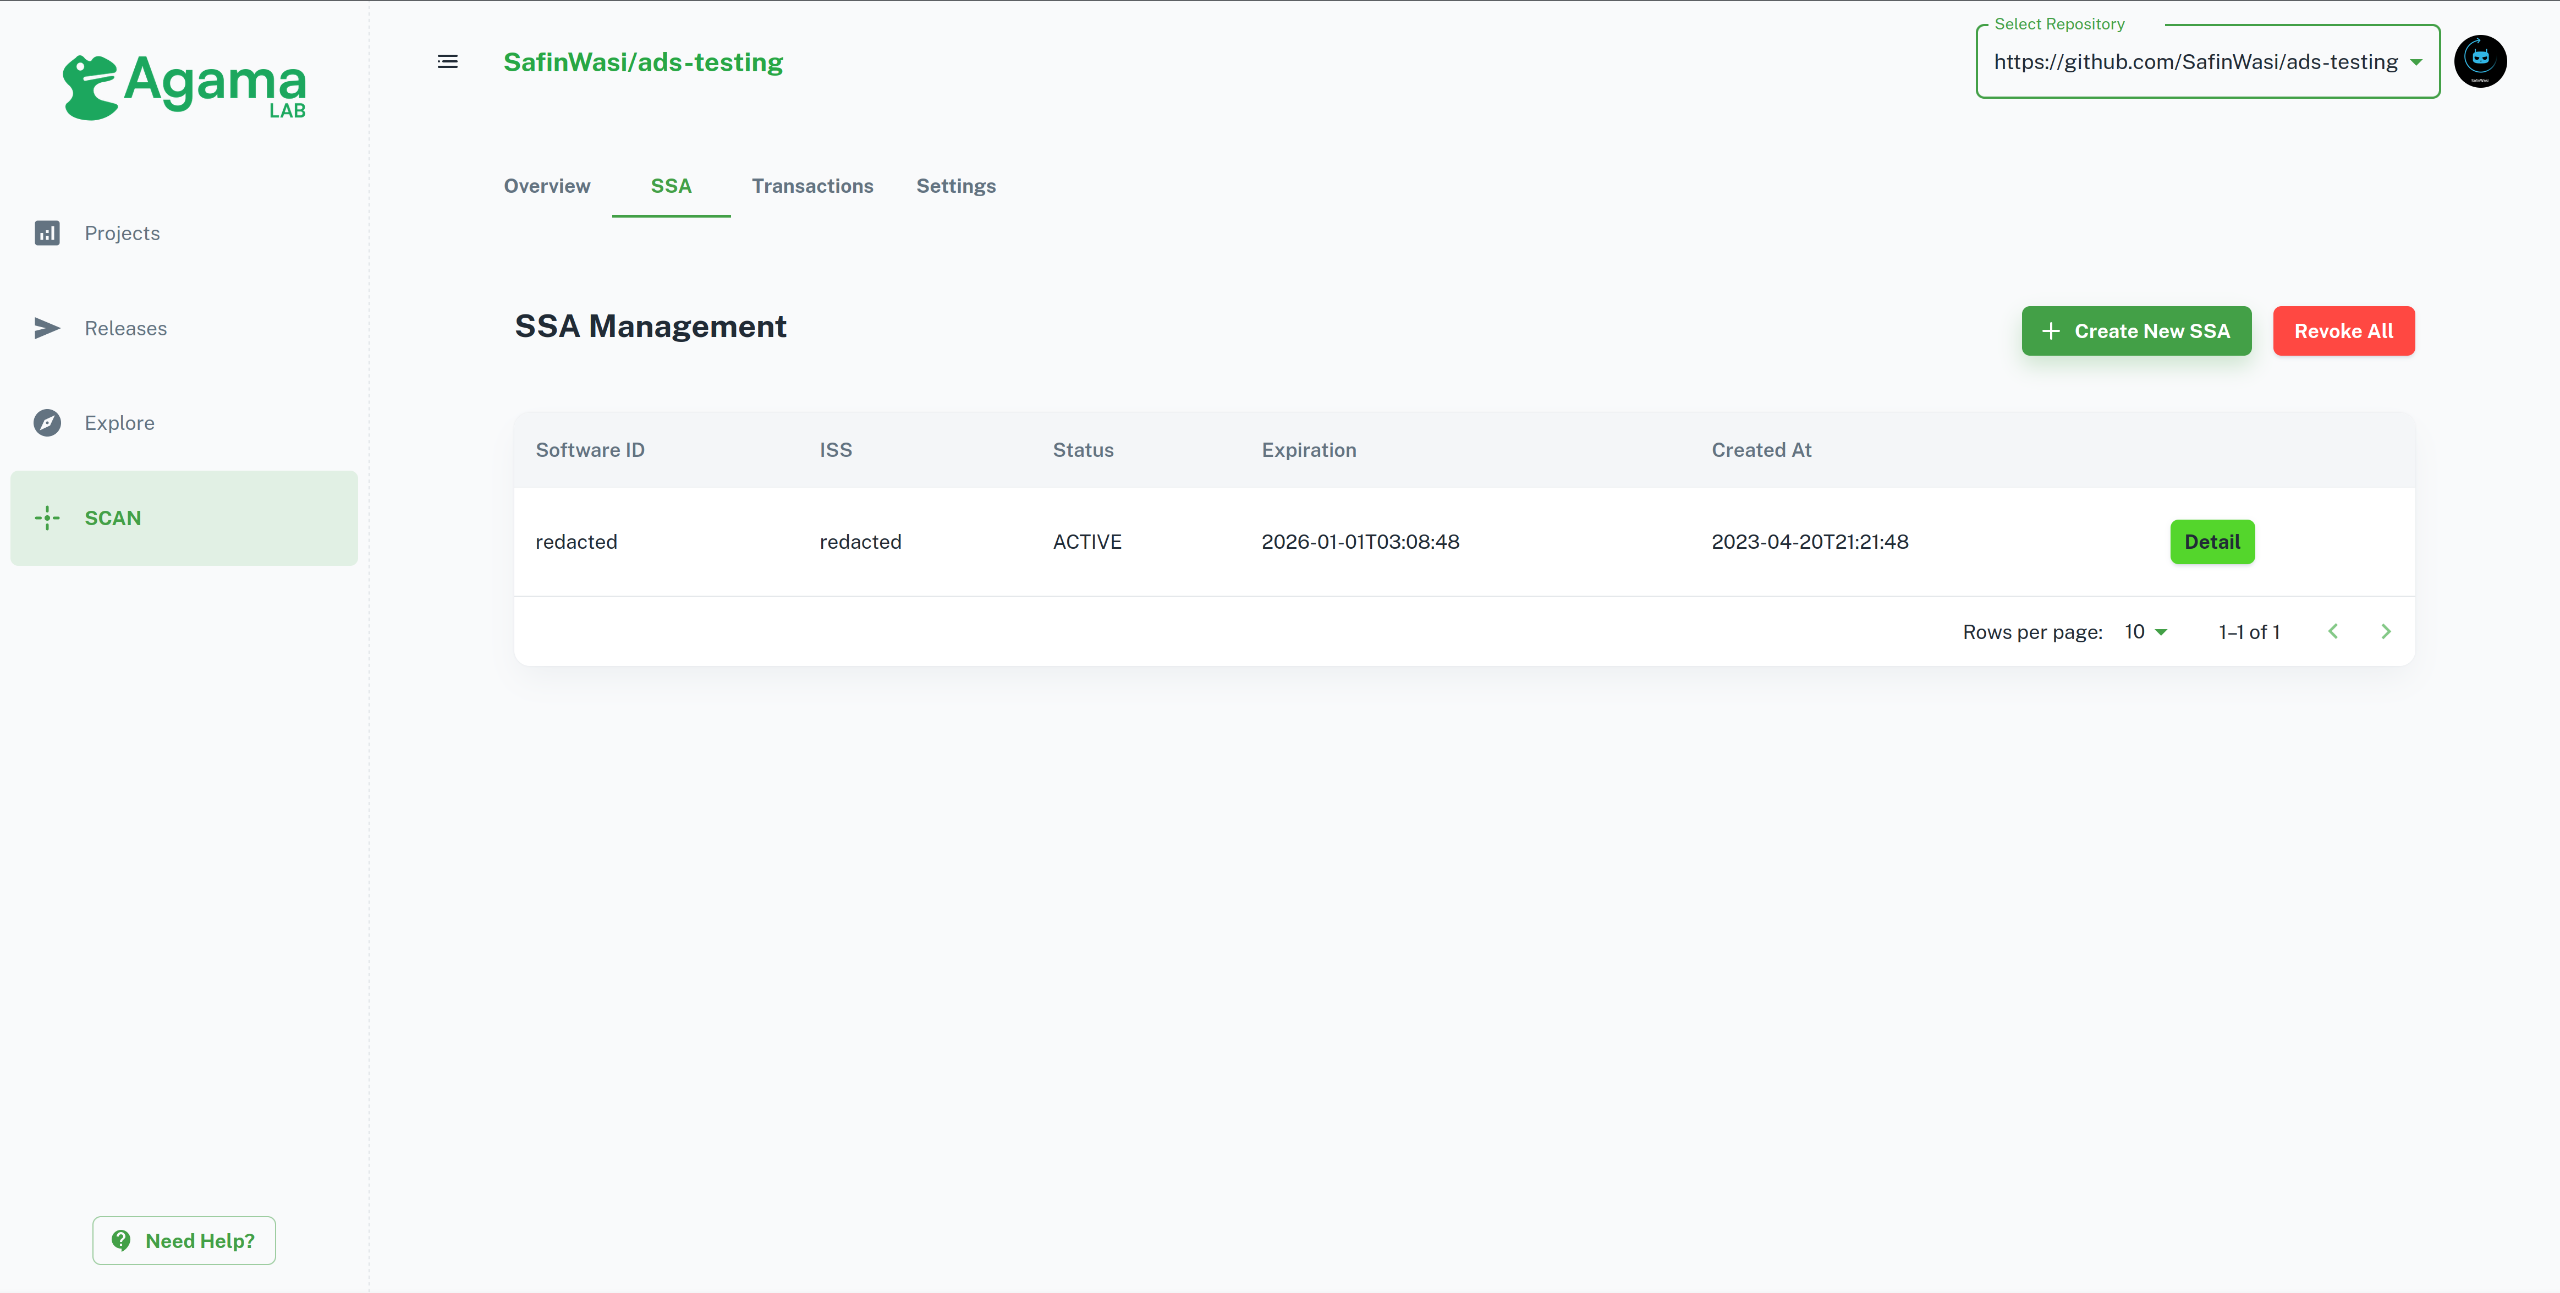 Agama
LAB
Projects
Releases
Explore
SCAN
Need Help?
SafinWasi/ads-testing
Select Repository
https://github.com/SafinWasi/ads-testing
Overview SSA Transactions Settings
SSA Management
Create New SSA
Revoke All
Software ID ISS Status Expiration Created At
redacted redacted ACTIVE 2026-01-01T03:08:48 2023-04-20T21:21:48 Detail
Rows per page: 10 1–1 of 1